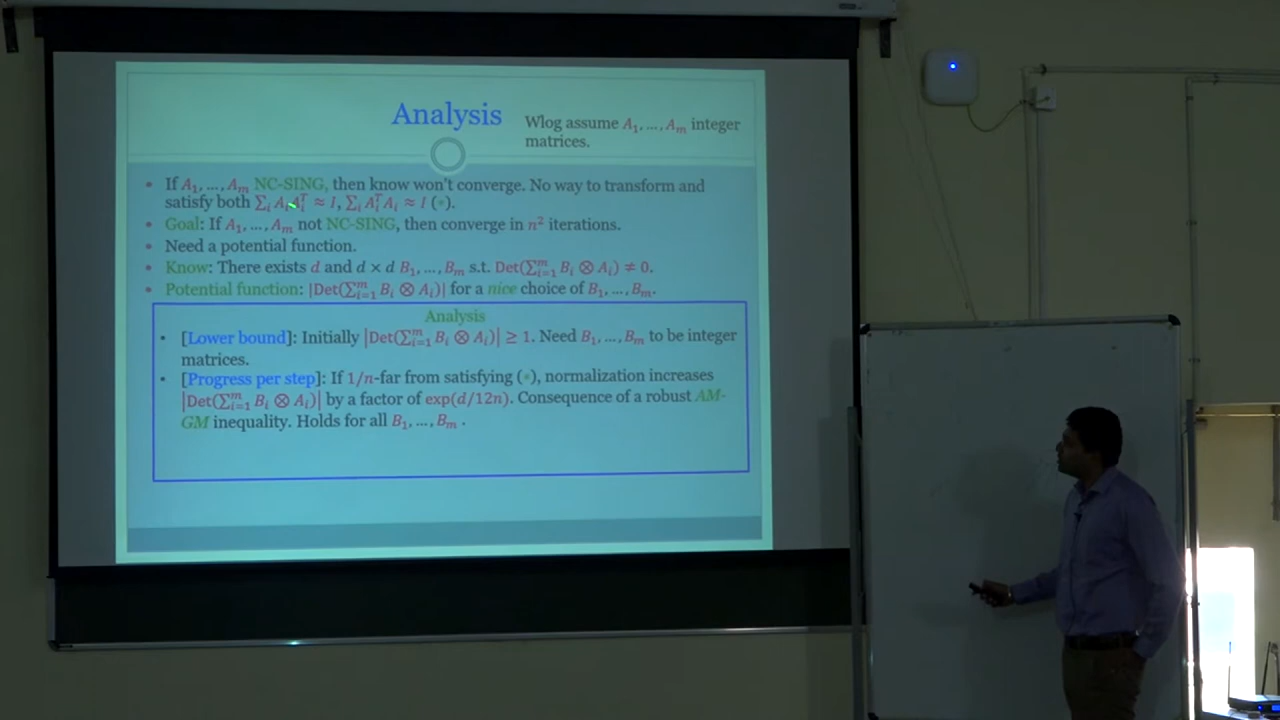 Analysis
Wlog assume A₁, …, Aₘ integer
matrices.
• If A₁, …, Aₘ NC-SING, then know won't converge. No way to transform and
satisfy both ∑ᵢ AᵢAᵢᵀ ≈ I, ∑ᵢ AᵢᵀAᵢ ≈ I (*).
• Goal: If A₁, …, Aₘ not NC-SING, then converge in n² iterations.
• Need a potential function.
• Know: There exists d and d × d B₁, …, Bₘ s.t. Det(∑ᵢ₌₁ᵐ Bᵢ ⊗ Aᵢ) ≠ 0.
• Potential function: |Det(∑ᵢ₌₁ᵐ Bᵢ ⊗ Aᵢ)| for a nice choice of B₁, …, Bₘ.
Analysis
• [Lower bound]: Initially |Det(∑ᵢ₌₁ᵐ Bᵢ ⊗ Aᵢ)| ≥ 1. Need B₁, …, Bₘ to be integer
matrices.
• [Progress per step]: If 1/n-far from satisfying (*), normalization increases
|Det(∑ᵢ₌₁ᵐ Bᵢ ⊗ Aᵢ)| by a factor of exp(d/12n). Consequence of a robust AM-
GM inequality. Holds for all B₁, …, Bₘ .